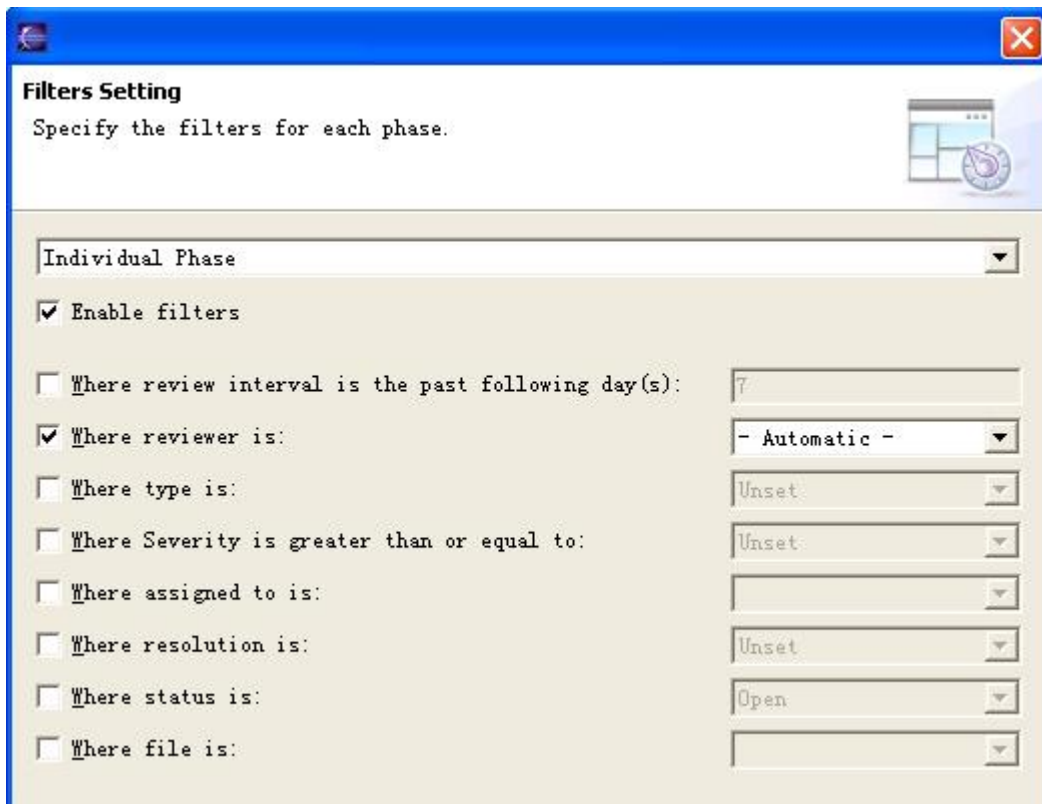 Filters Setting
Specify the filters for each phase.
Individual Phase
Enable filters
Where review interval is the past following day(s): 7
Where reviewer is: - Automatic -
Where type is: Unset
Where Severity is greater than or equal to: Unset
Where assigned to is:
Where resolution is: Unset
Where status is: Open
Where file is: